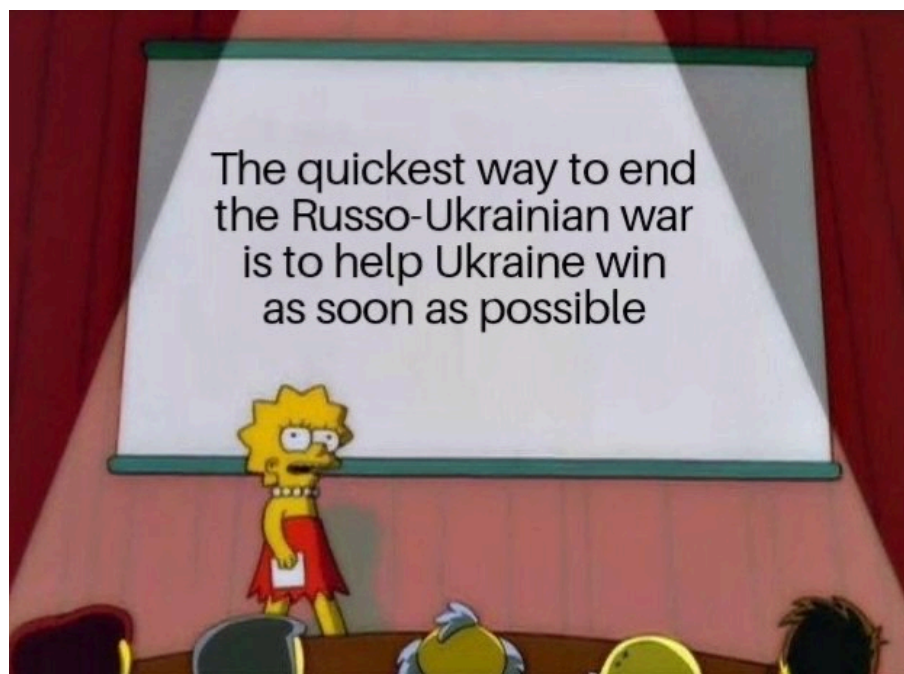 The quickest way to end
the Russo-Ukrainian war
is to help Ukraine win
as soon as possible